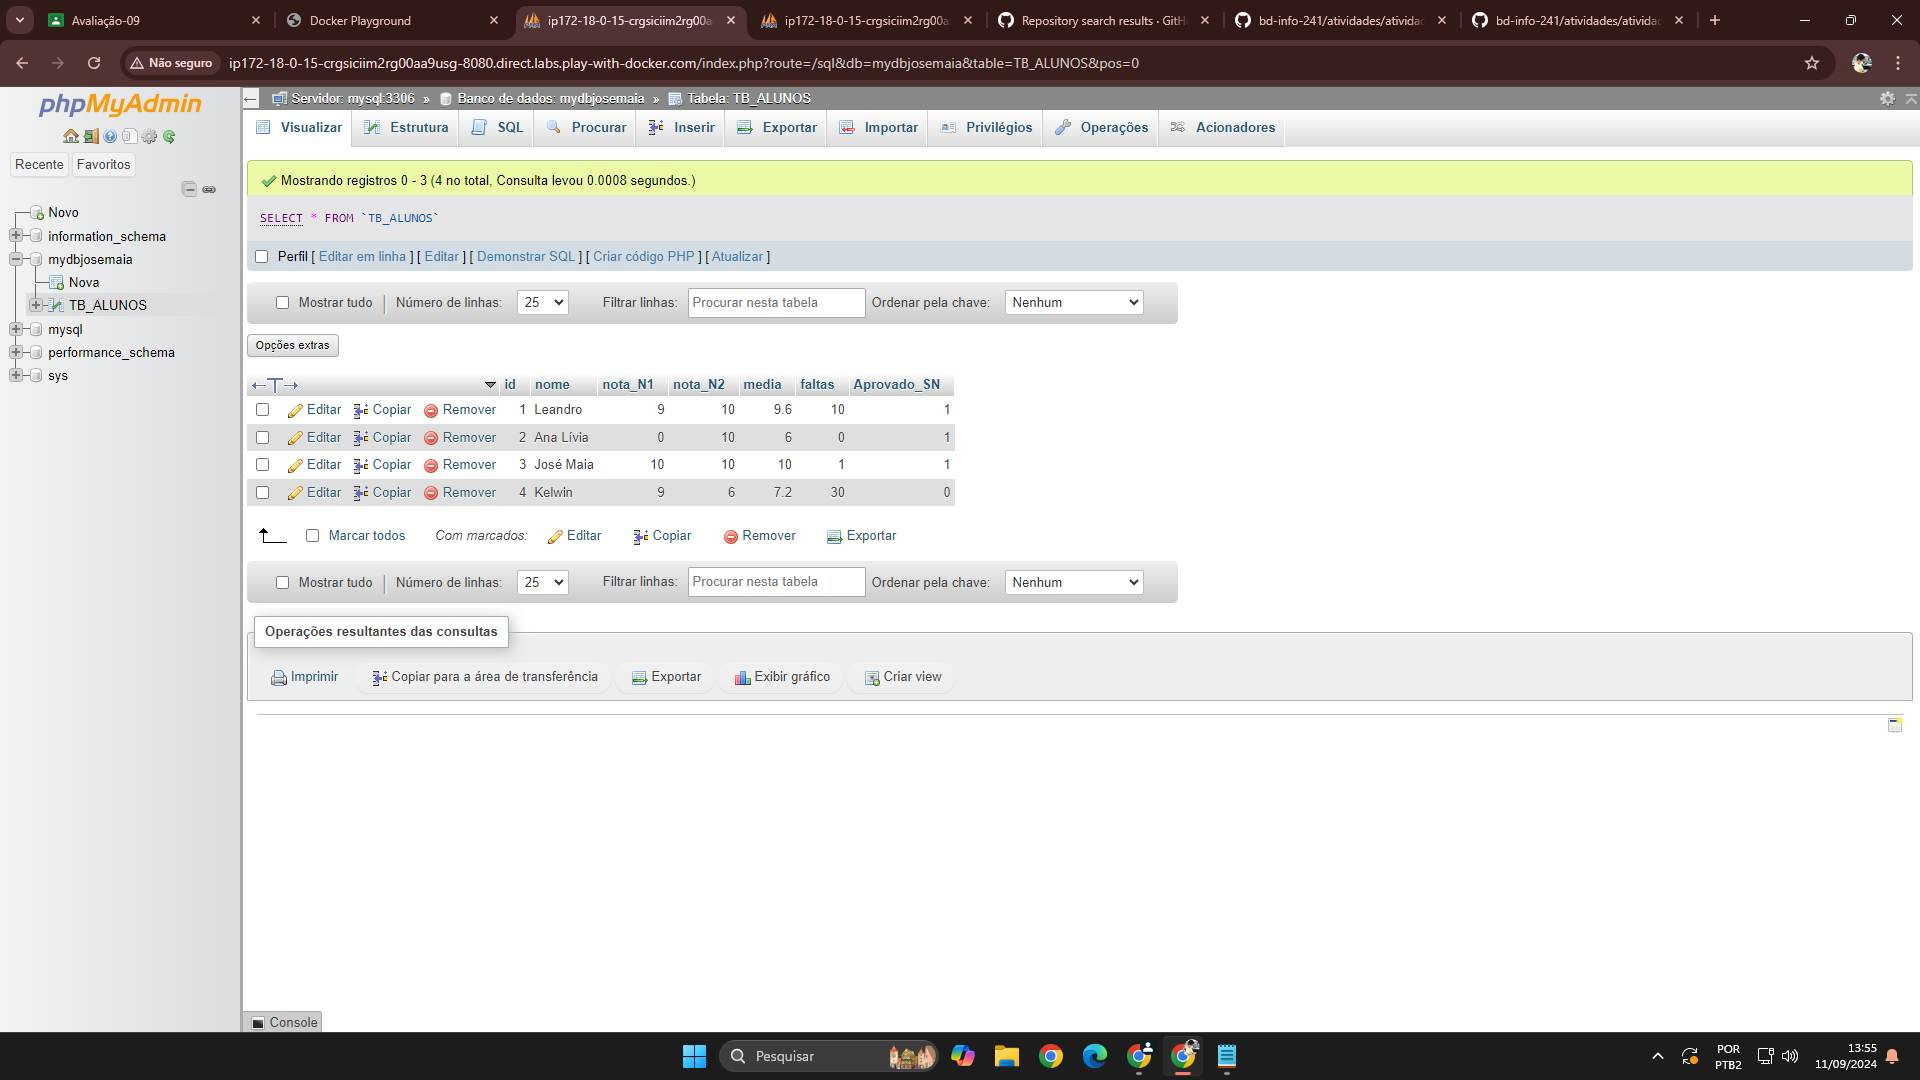 Avaliação-09
Docker Playground
ip172-18-0-15-crgsiciim2rg00aa
ip172-18-0-15-crgsiciim2rg00aa
Repository search results · GitH
bd-info-241/atividades/atividad
bd-info-241/atividades/atividad
Não seguro
ip172-18-0-15-crgsiciim2rg00aa9usg-8080.direct.labs.play-with-docker.com/index.php?route=/sql&db=mydbjosemaia&table=TB_ALUNOS&pos=0
phpMyAdmin
Recente
Favoritos
Novo
information_schema
mydbjosemaia
Nova
TB_ALUNOS
mysql
performance_schema
sys
Servidor: mysql:3306 » Banco de dados: mydbjosemaia » Tabela: TB_ALUNOS
Visualizar Estrutura SQL Procurar Inserir Exportar Importar Privilégios Operações Acionadores
Mostrando registros 0 - 3 (4 no total, Consulta levou 0.0008 segundos.)
SELECT * FROM `TB_ALUNOS`
Perfil [ Editar em linha ] [ Editar ] [ Demonstrar SQL ] [ Criar código PHP ] [ Atualizar ]
Mostrar tudo | Número de linhas: 25 Filtrar linhas: Procurar nesta tabela Ordenar pela chave: Nenhum
Opções extras
←T→ id nome nota_N1 nota_N2 media faltas Aprovado_SN
Editar Copiar Remover 1 Leandro 9 10 9.6 10 1
Editar Copiar Remover 2 Ana Lívia 0 10 6 0 1
Editar Copiar Remover 3 José Maia 10 10 10 1 1
Editar Copiar Remover 4 Kelwin 9 6 7.2 30 0
Marcar todos Com marcados: Editar Copiar Remover Exportar
Mostrar tudo | Número de linhas: 25 Filtrar linhas: Procurar nesta tabela Ordenar pela chave: Nenhum
Operações resultantes das consultas
Imprimir Copiar para a área de transferência Exportar Exibir gráfico Criar view
Console
Pesquisar
POR
PTB2
13:55
11/09/2024